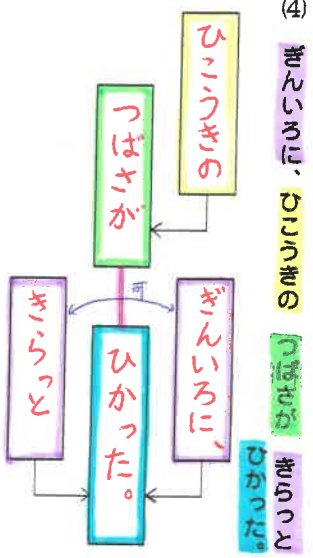 (4) ぎんいろに、ひこうきの つばさが きらっと
ひかった。
ひこうきの
つばさが
ぎんいろに、
可
ひかった。
きらっと